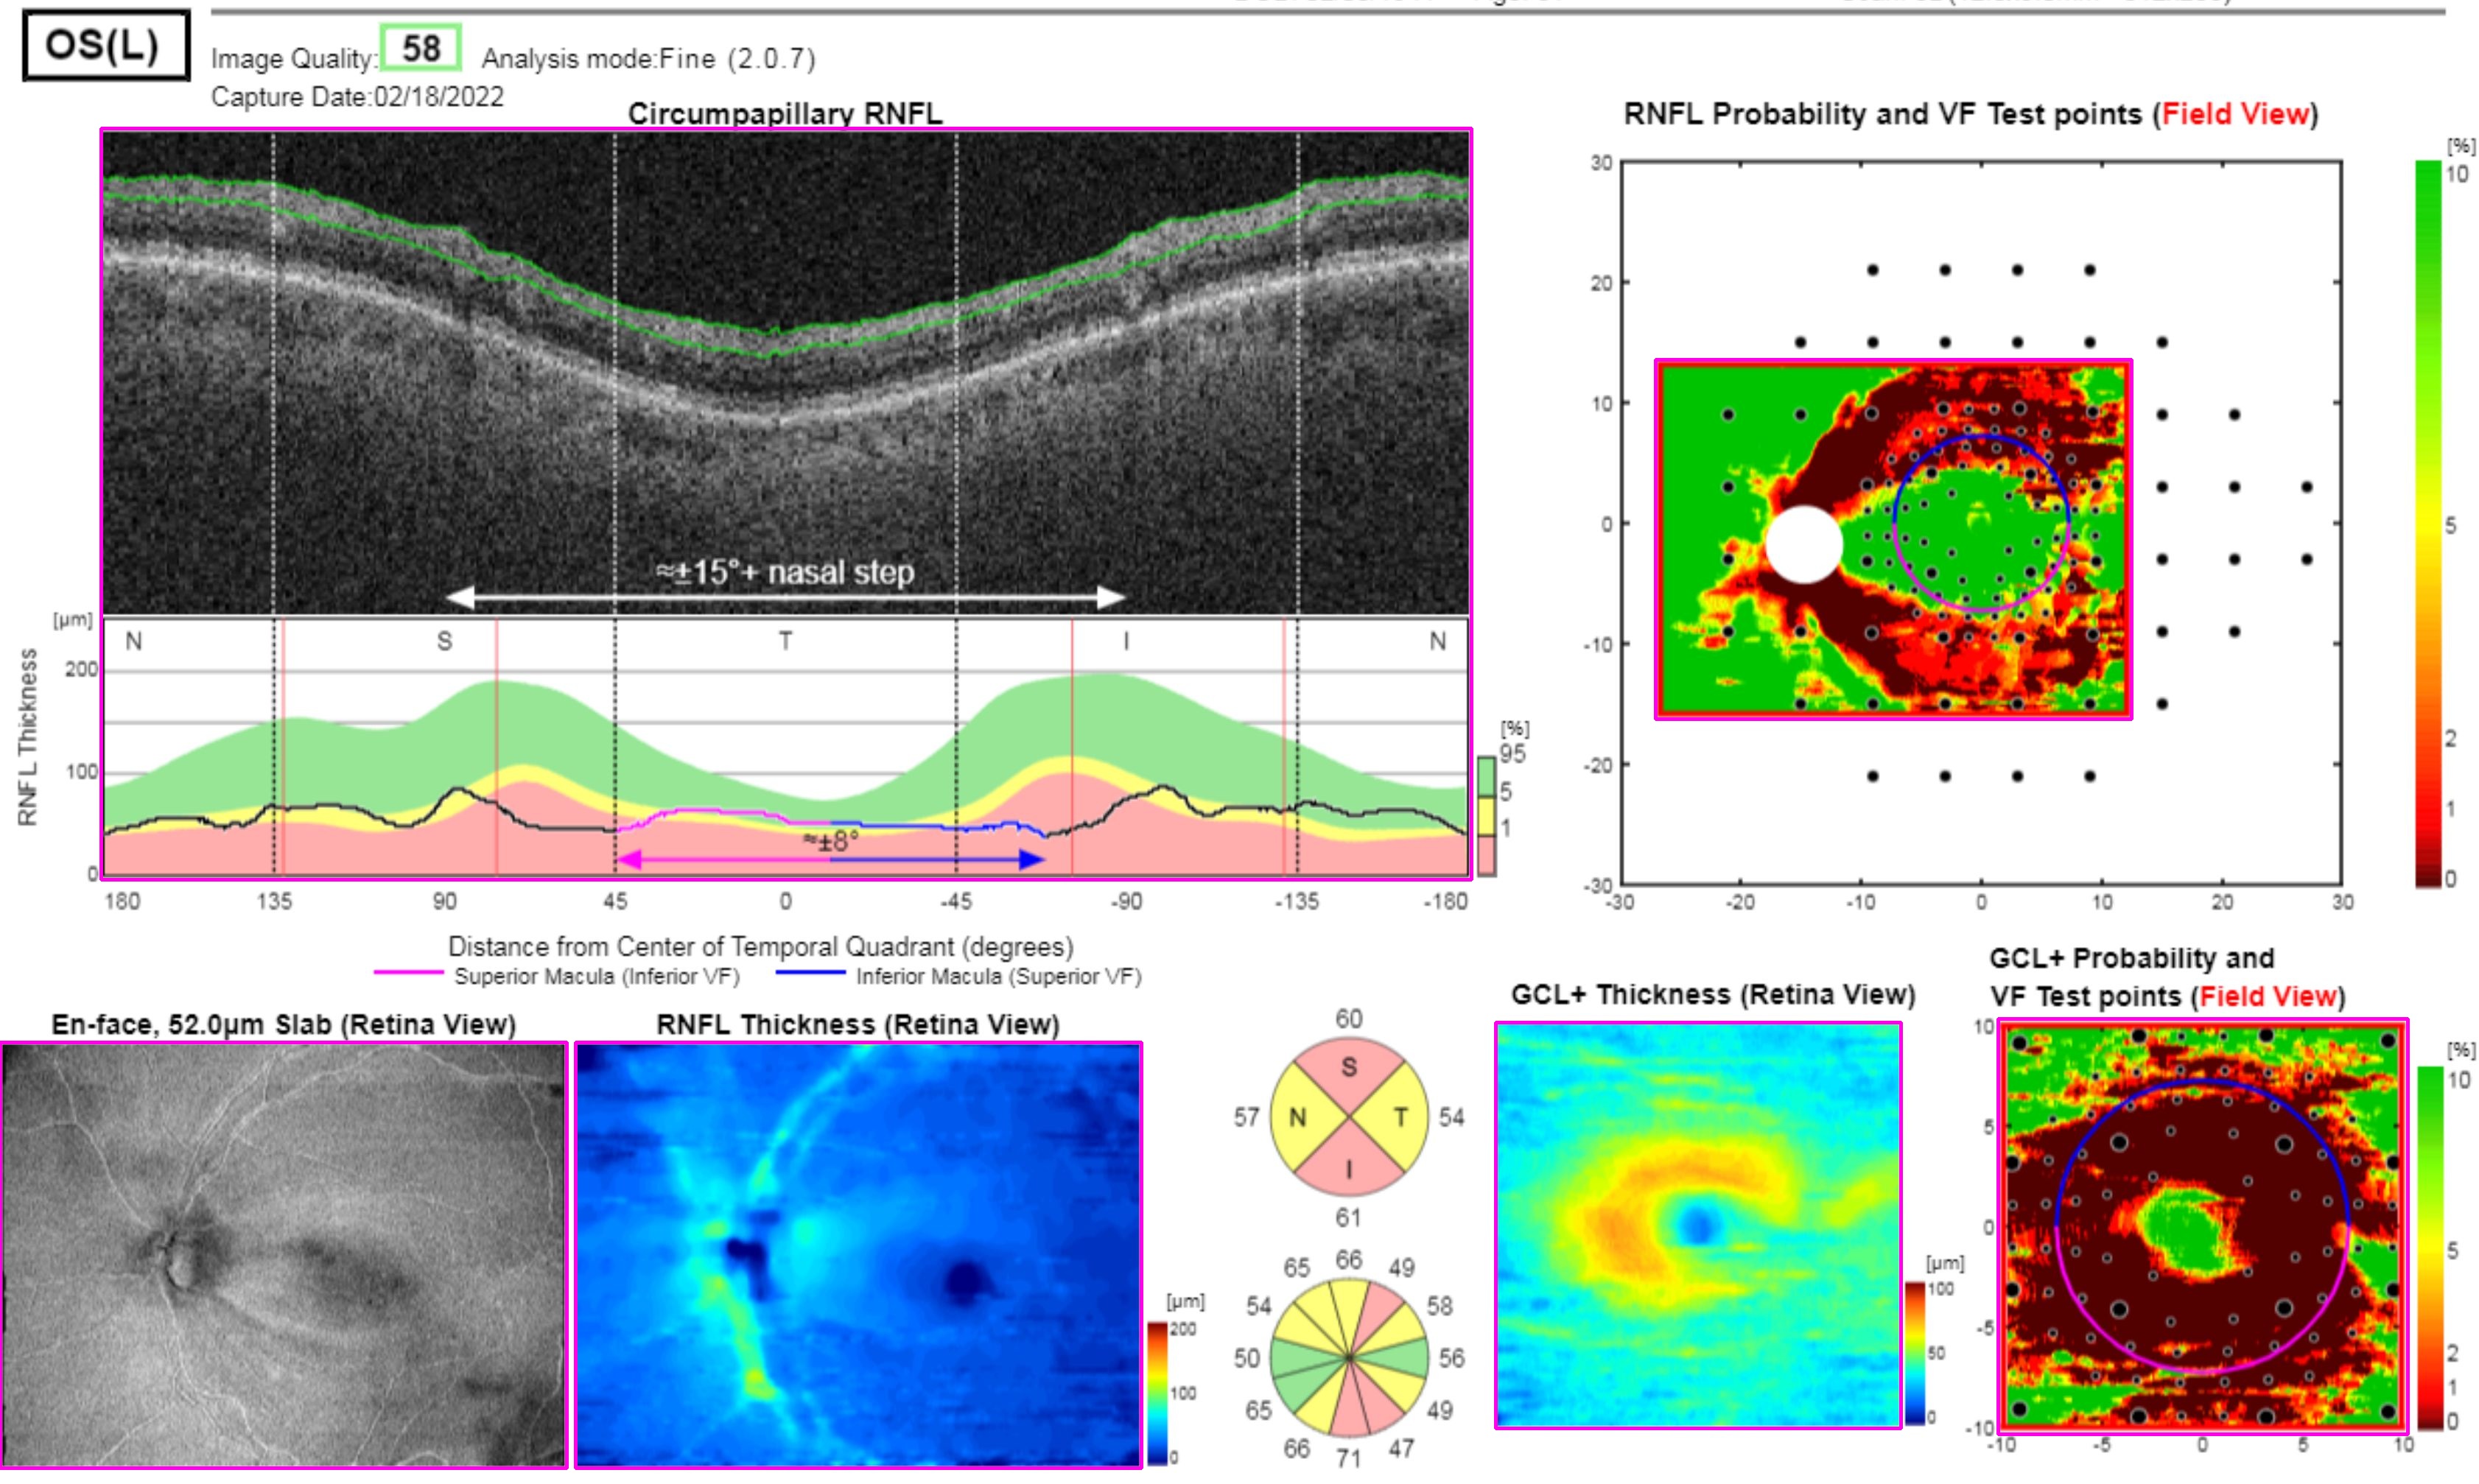 OS(L)
Image Quality: 58 Analysis mode:Fine (2.0.7)
Capture Date:02/18/2022
Circumpapillary RNFL
≈±15°+ nasal step
[µm]
N S T I N
200
100
0
RNFL Thickness
≈±8°
[%]
95
5
1
180 135 90 45 0 -45 -90 -135 -180
Distance from Center of Temporal Quadrant (degrees)
Superior Macula (Inferior VF) Inferior Macula (Superior VF)
RNFL Probability and VF Test points (Field View)
30
20
10
0
-10
-20
-30
-30 -20 -10 0 10 20 30
[%]
10
5
2
1
0
En-face, 52.0µm Slab (Retina View)
RNFL Thickness (Retina View)
[µm]
200
100
0
60
S
57 N T 54
I
61
65 66 49
54 58
50 56
65 49
66 71 47
GCL+ Thickness (Retina View)
[µm]
100
50
0
GCL+ Probability and
VF Test points (Field View)
10
5
0
-5
-10
-10 -5 0 5 10
[%]
10
5
2
1
0